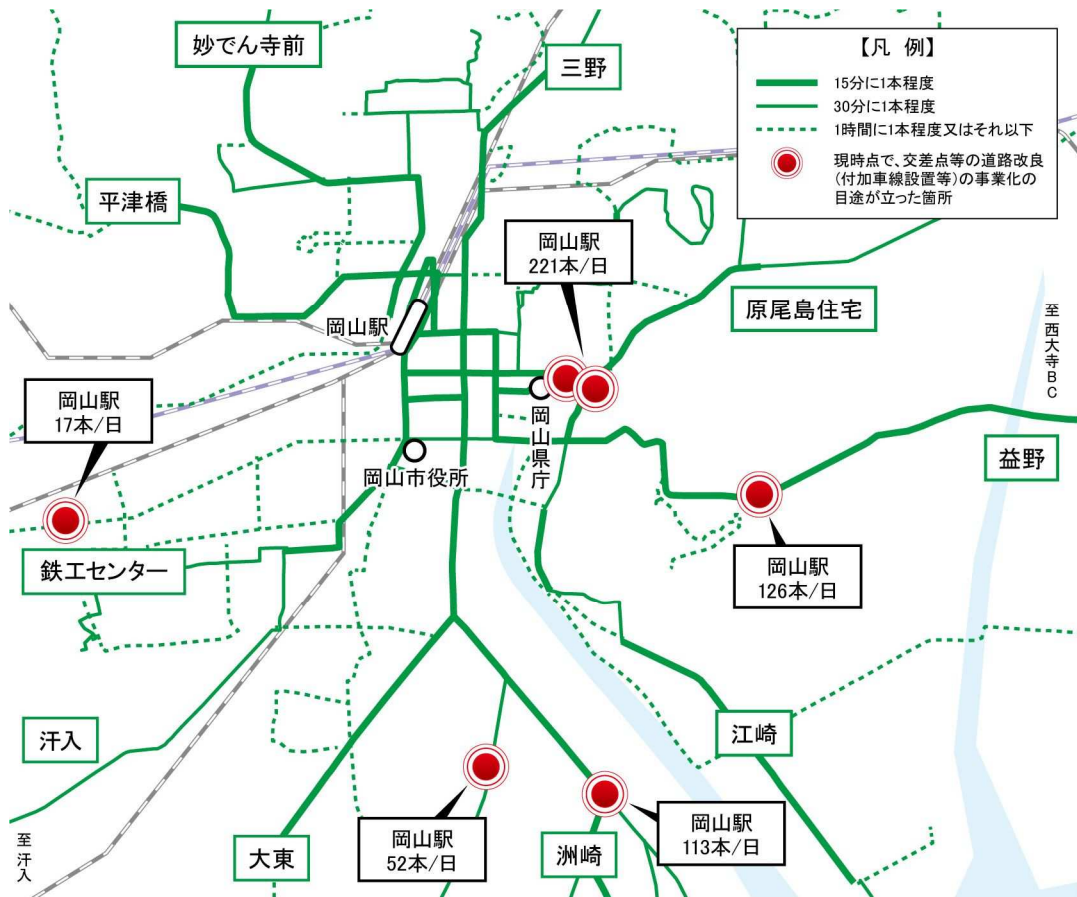 妙でん寺前
三野
【凡 例】
15分に1本程度
30分に1本程度
1時間に1本程度又はそれ以下
現時点で、交差点等の道路改良
(付加車線設置等)の事業化の
目途が立った箇所
平津橋
岡山駅
221本/日
原尾島住宅
岡山駅
至 西大寺BC
岡山駅
17本/日
岡山県庁
益野
岡山市役所
鉄工センター
岡山駅
126本/日
汗入
江崎
岡山駅
52本/日
岡山駅
113本/日
大東
洲崎
至 汗入